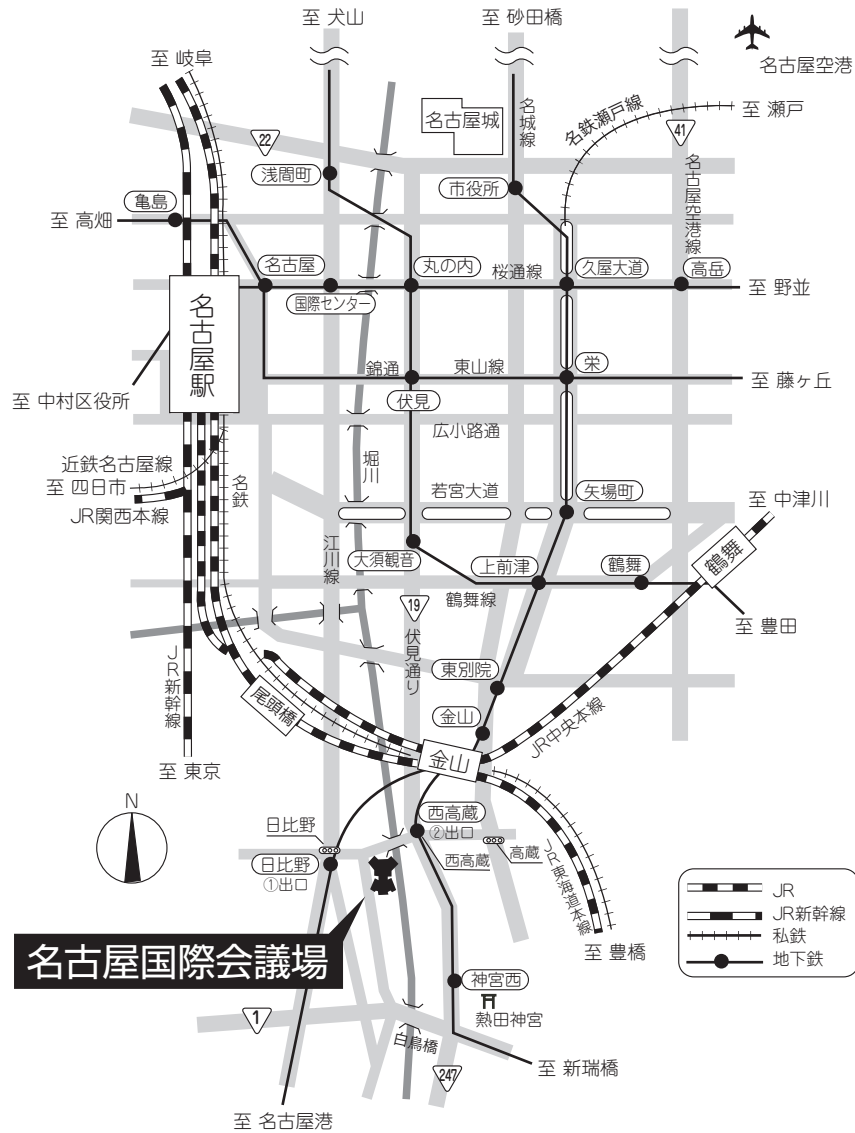 至 犬山
至 砂田橋
至 岐阜
名古屋空港
名鉄瀬戸線
至 瀬戸
名古屋城
名城線
22
41
浅間町
市役所
名古屋空港線
亀島
至 高畑
名古屋
丸の内
桜通線
久屋大通
高岳
至 野並
国際センター
名古屋駅
錦通
東山線
栄
至 藤ヶ丘
至 中村区役所
伏見
広小路通
堀川
近鉄名古屋線
至 四日市
JR関西本線
名鉄
若宮大道
矢場町
至 中津川
江川線
大須観音
上前津
鶴舞
鶴舞
鶴舞線
19
伏見通り
至 豊田
JR新幹線
東別院
尾頭橋
金山
JR中央本線
金山
至 東京
N
日比野
西高蔵
②出口
日比野
①出口
西高蔵
高蔵
JR東海道本線
JR
JR新幹線
私鉄
地下鉄
至 豊橋
名古屋国際会議場
神宮西
熱田神宮
1
白鳥橋
247
至 新瑞橋
至 名古屋港